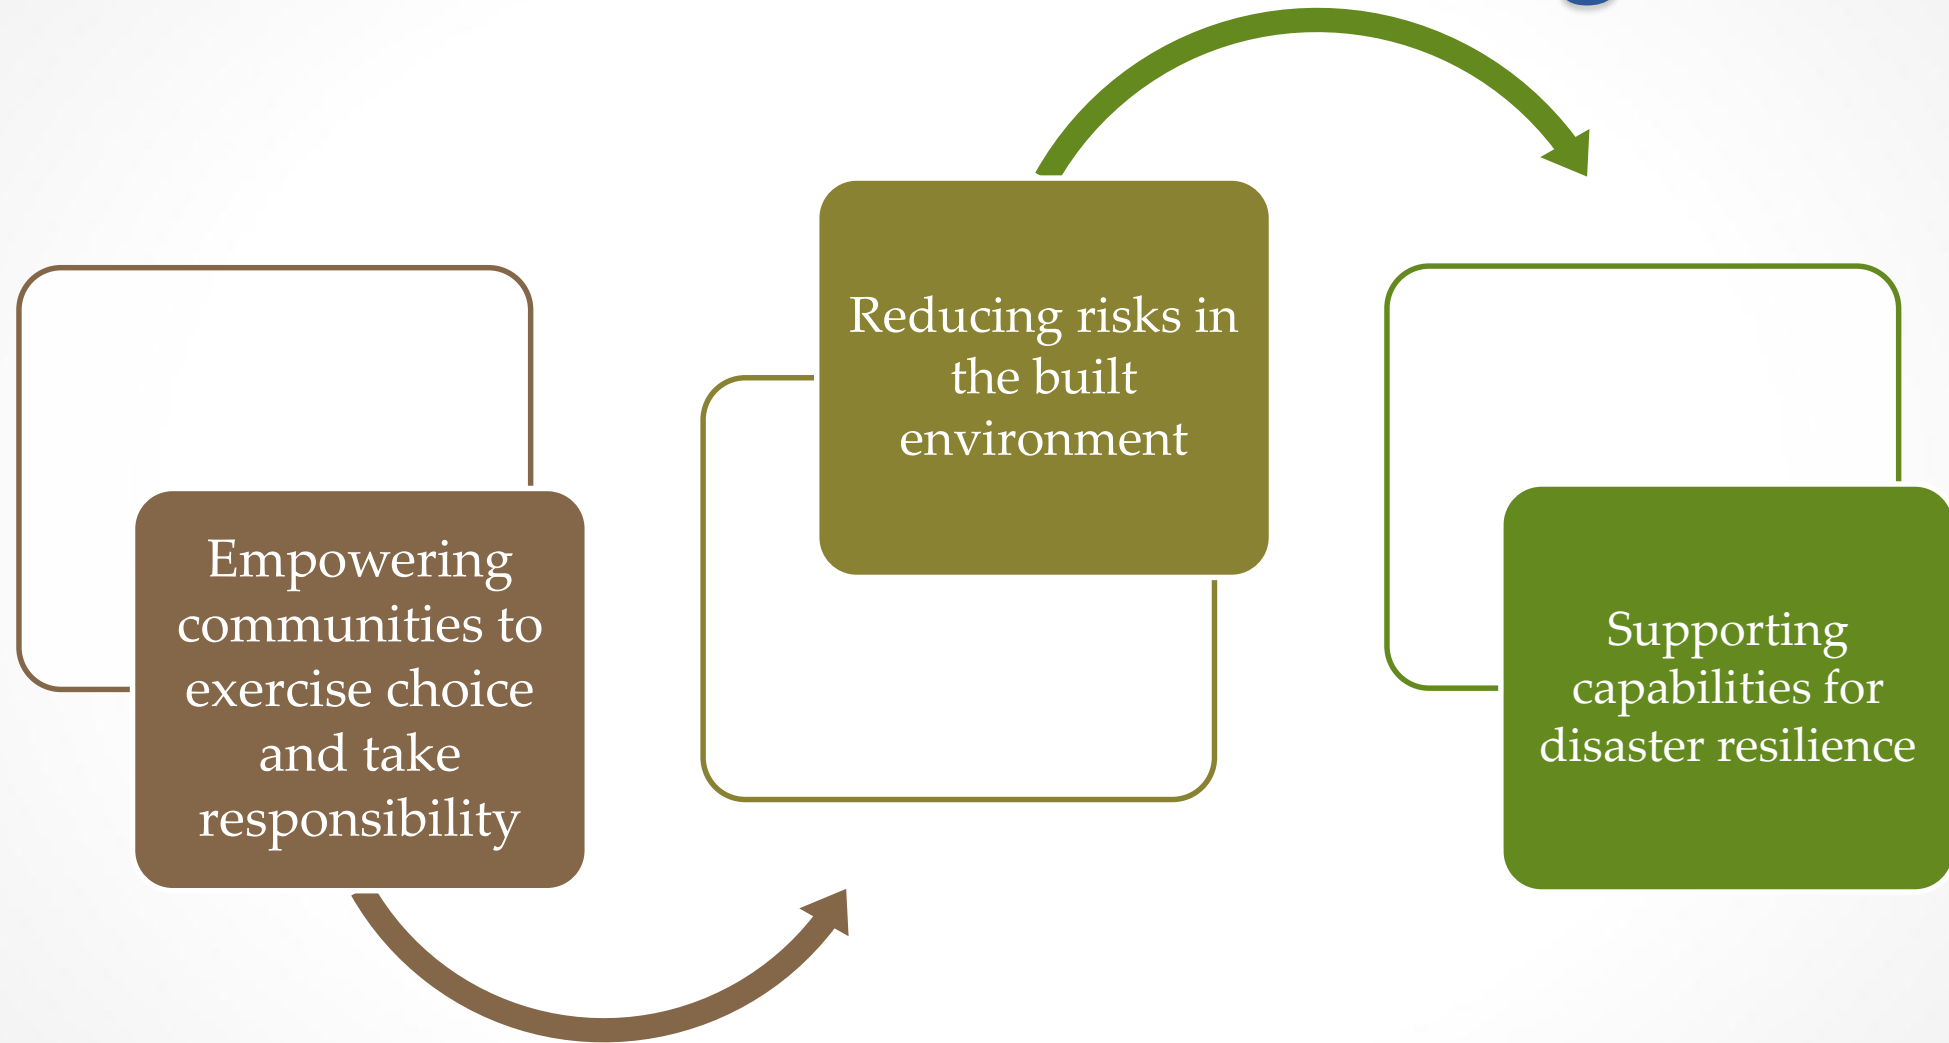 Empowering
communities to
exercise choice
and take
responsibility
Reducing risks in
the built
environment
Supporting
capabilities for
disaster resilience